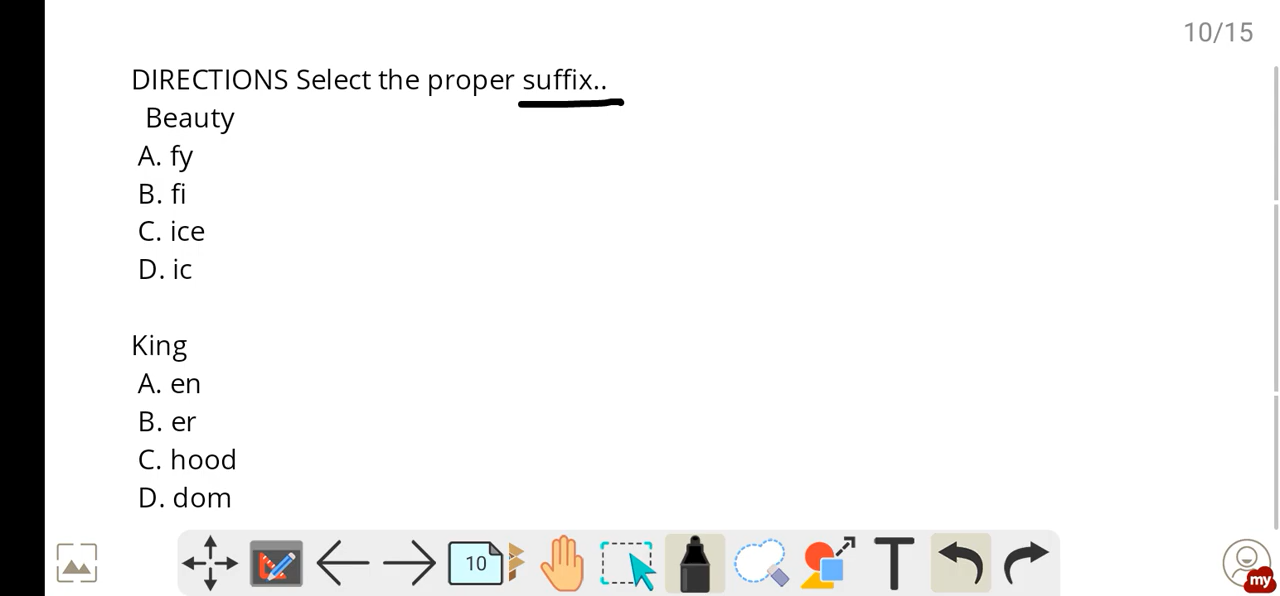 10/15
DIRECTIONS Select the proper suffix..
Beauty
A. fy
B. fi
C. ice
D. ic
King
A. en
B. er
C. hood
D. dom
10
T
my